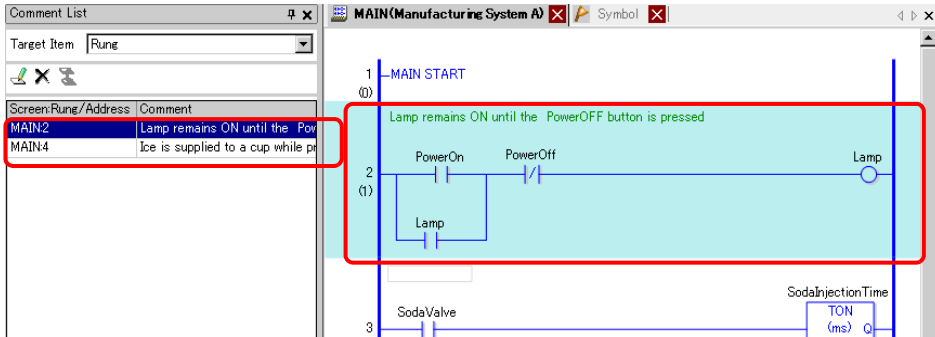 Comment List
Target Item Rung
Screen:Rung/Address Comment
MAIN:2 Lamp remains ON until the Pow
MAIN:4 Ice is supplied to a cup while pr
MAIN(Manufacturing System A) Symbol
1 MAIN START
(0)
Lamp remains ON until the PowerOFF button is pressed
PowerOn PowerOff Lamp
2
(1)
Lamp
SodaInjectionTime
SodaValve TON
3 (ms) Q